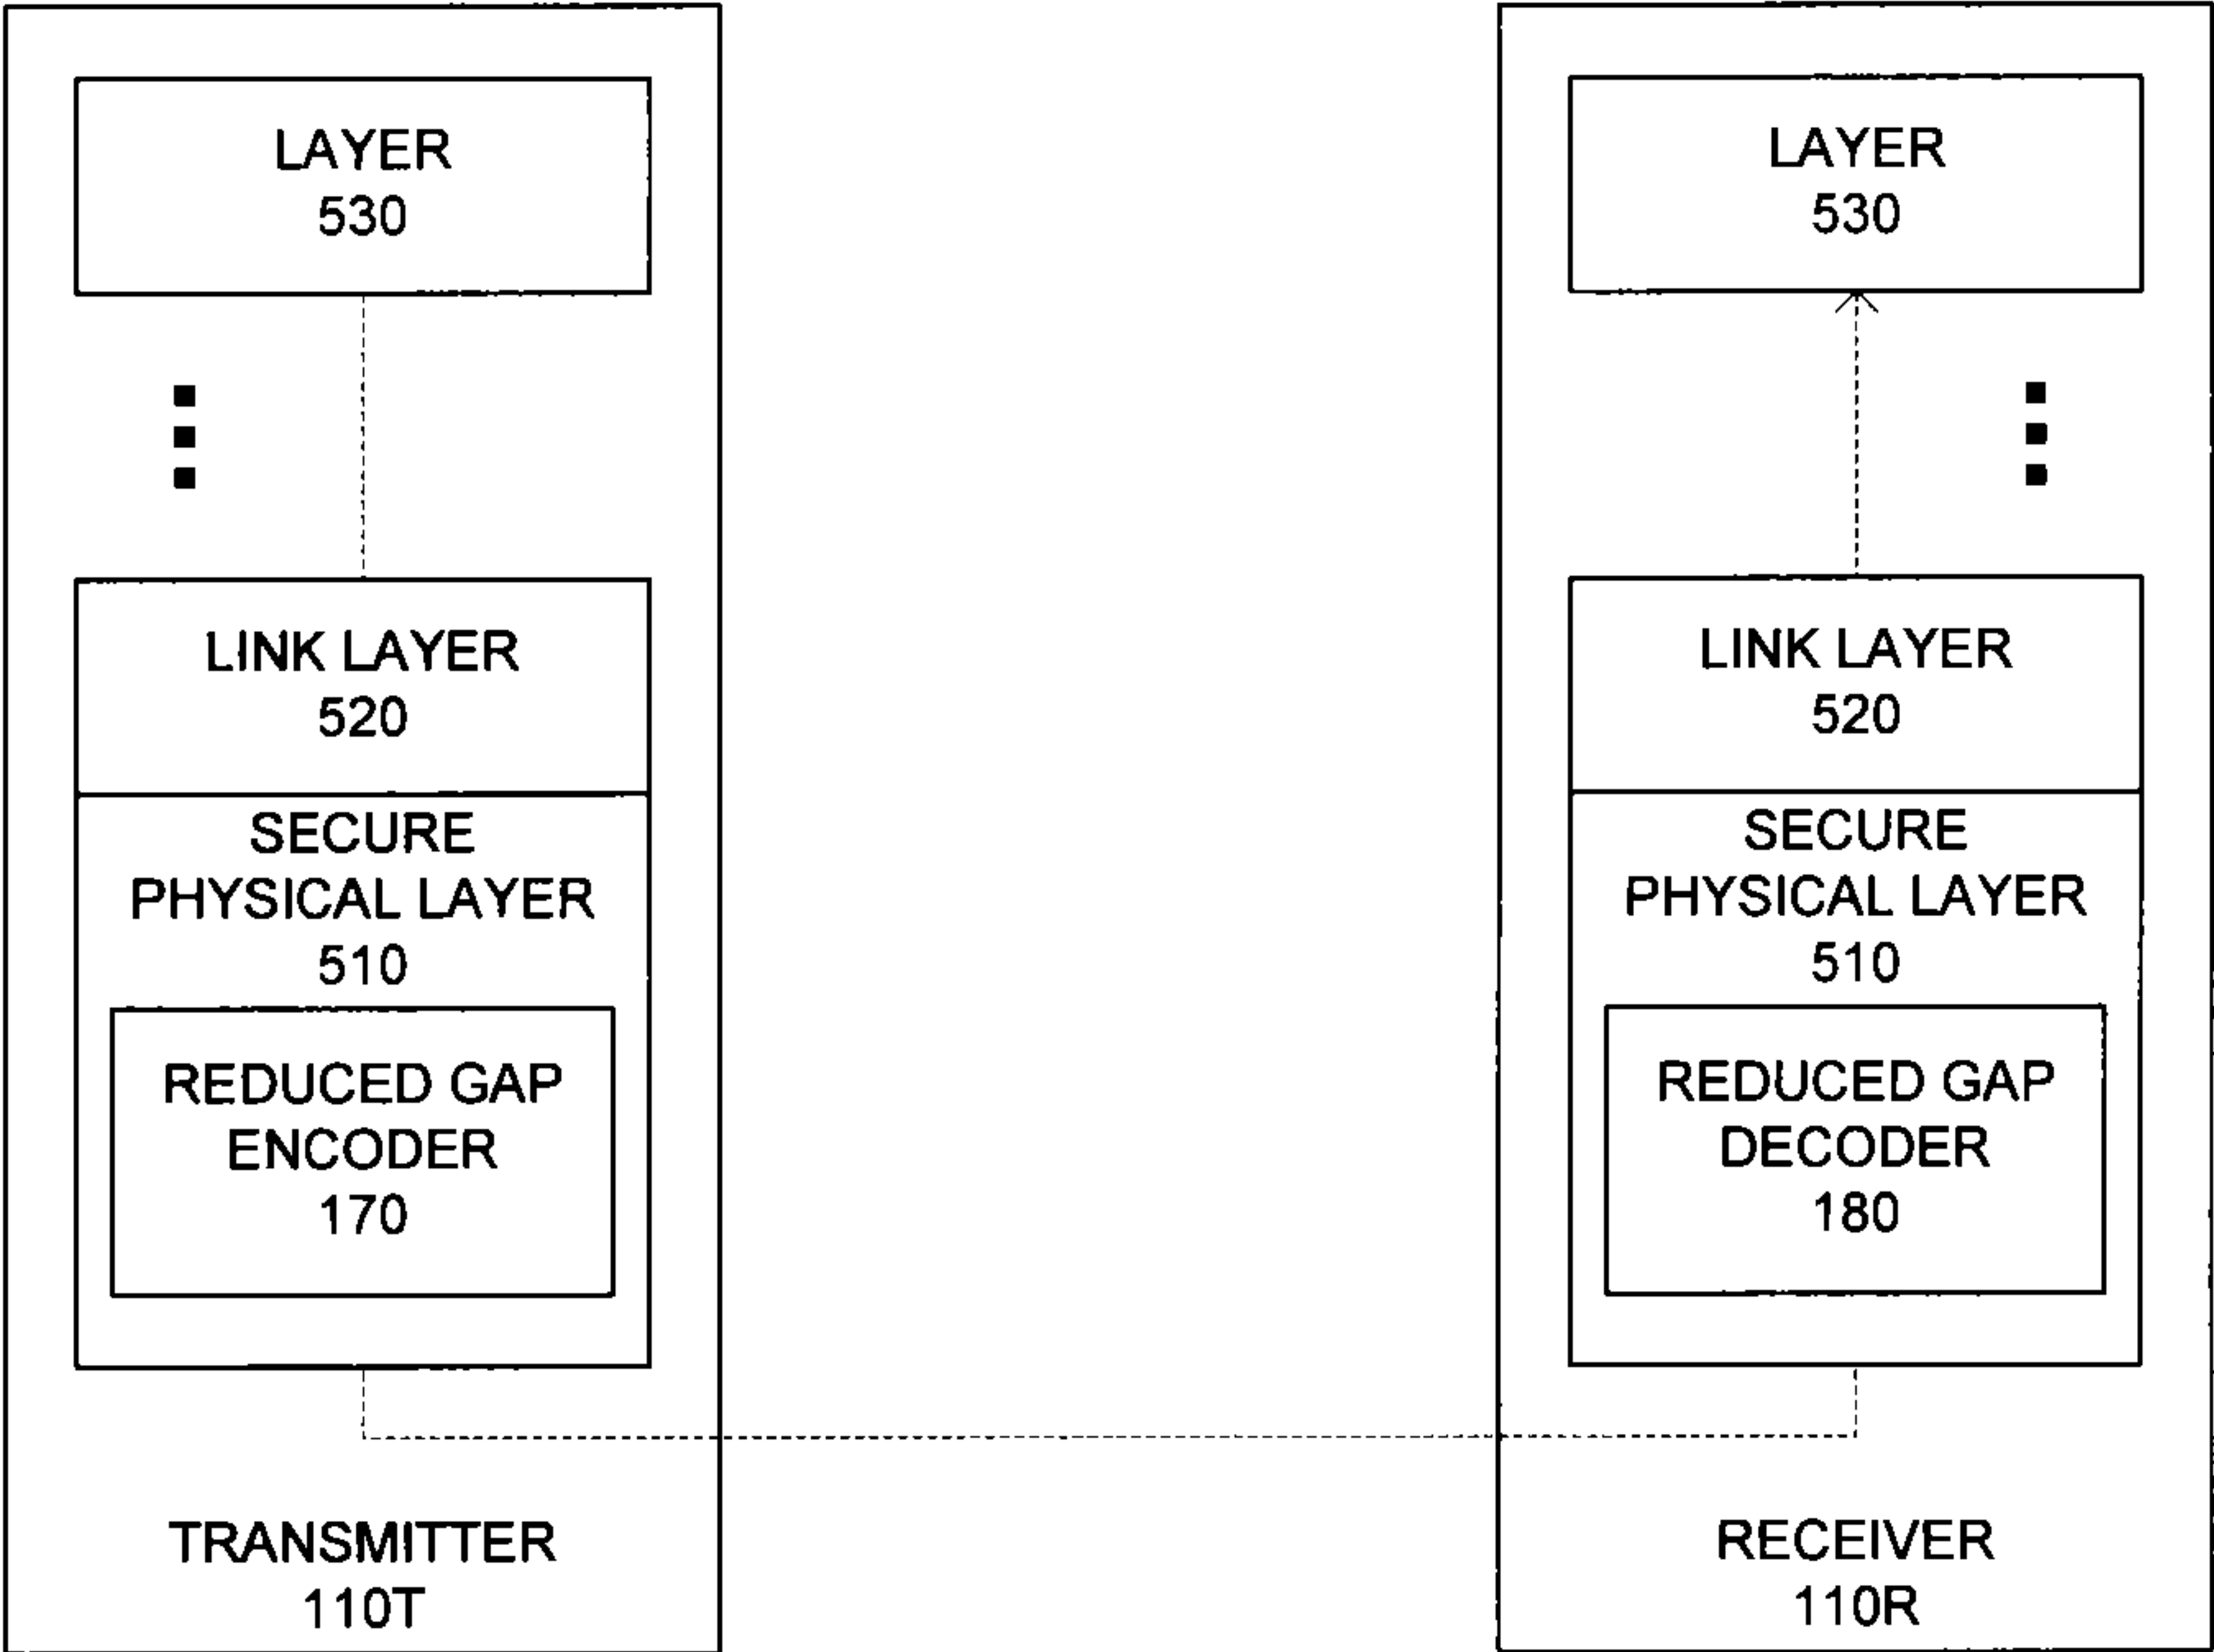 LAYER
530
LINK LAYER
520
SECURE
PHYSICAL LAYER
510
REDUCED GAP
ENCODER
170
TRANSMITTER
110T
LAYER
530
LINK LAYER
520
SECURE
PHYSICAL LAYER
510
REDUCED GAP
DECODER
180
RECEIVER
110R